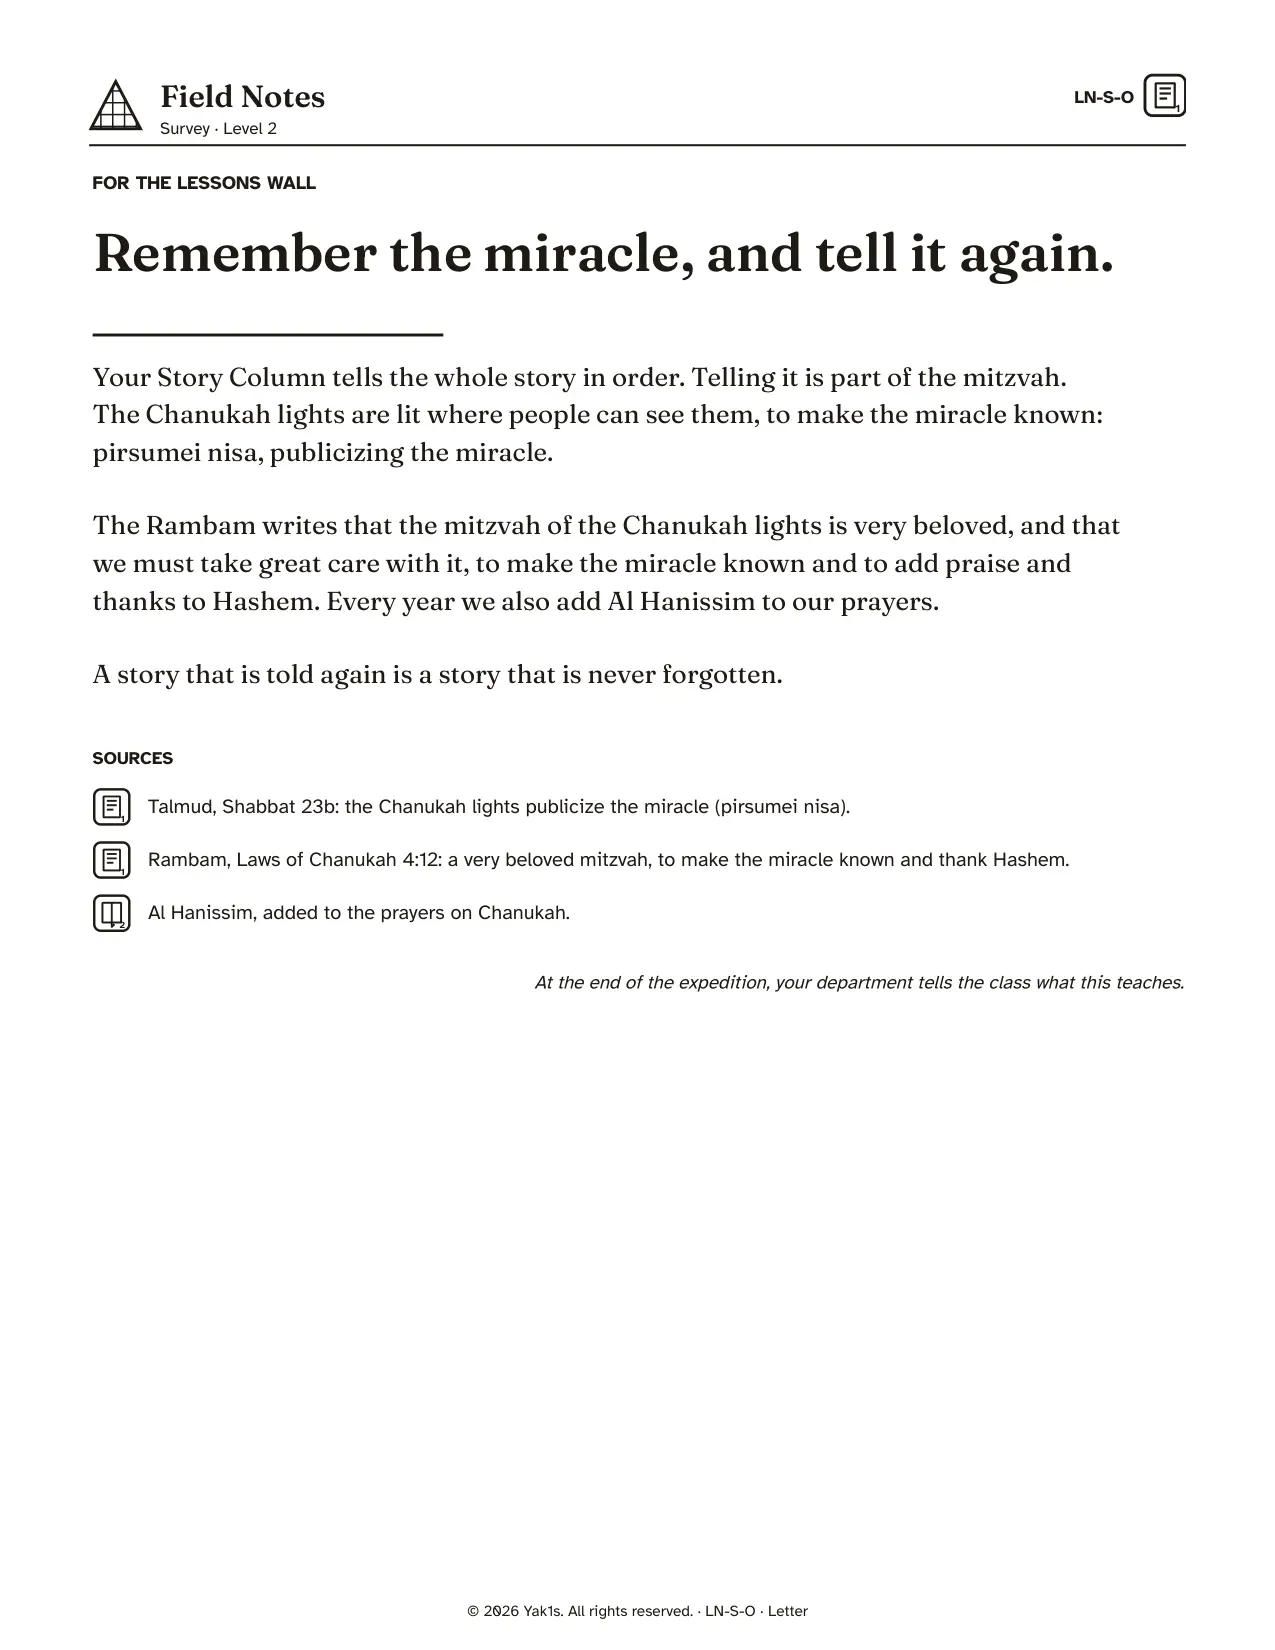 Field Notes
Survey · Level 2
LN-S-O
1
FOR THE LESSONS WALL
Remember the miracle, and tell it again.
Your Story Column tells the whole story in order. Telling it is part of the mitzvah.
The Chanukah lights are lit where people can see them, to make the miracle known:
pirsumei nisa, publicizing the miracle.
The Rambam writes that the mitzvah of the Chanukah lights is very beloved, and that
we must take great care with it, to make the miracle known and to add praise and
thanks to Hashem. Every year we also add Al Hanissim to our prayers.
A story that is told again is a story that is never forgotten.
SOURCES
1 Talmud, Shabbat 23b: the Chanukah lights publicize the miracle (pirsumei nisa).
1 Rambam, Laws of Chanukah 4:12: a very beloved mitzvah, to make the miracle known and thank Hashem.
2 Al Hanissim, added to the prayers on Chanukah.
At the end of the expedition, your department tells the class what this teaches.
© 2026 Yak1s. All rights reserved. · LN-S-O · Letter